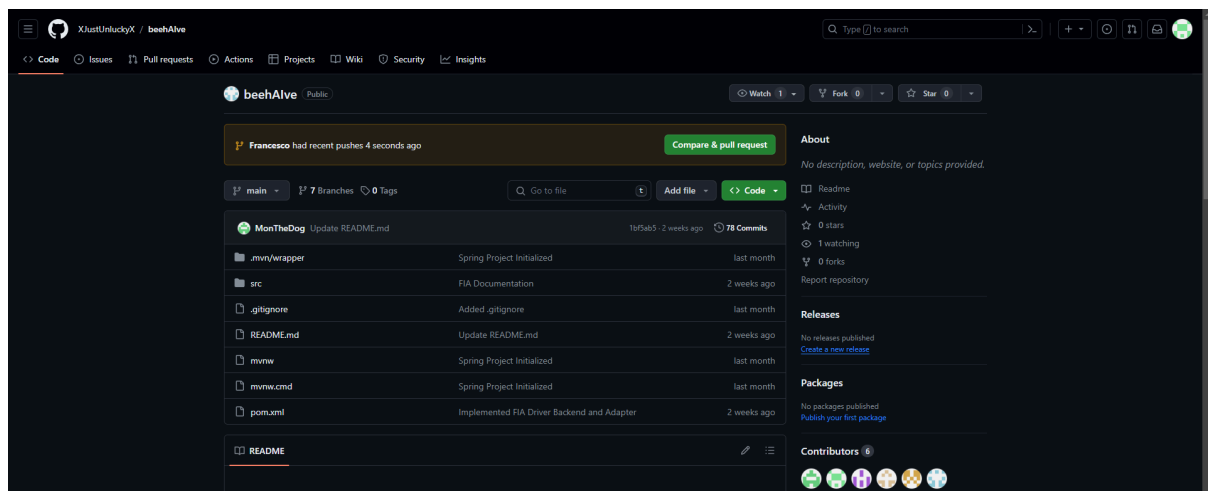 XJustUnluckyX / beehAIve
Type / to search
Code Issues Pull requests Actions Projects Wiki Security Insights
beehAIve Public
Watch 1 Fork 0 Star 0
Francesco had recent pushes 4 seconds ago Compare & pull request
main 7 Branches 0 Tags Go to file t Add file Code
MonTheDog Update README.md 1bf5ab5 · 2 weeks ago 78 Commits
.mvn/wrapper Spring Project Initialized last month
src FIA Documentation 2 weeks ago
.gitignore Added .gitignore last month
README.md Update README.md 2 weeks ago
mvnw Spring Project Initialized last month
mvnw.cmd Spring Project Initialized last month
pom.xml Implemented FIA Driver Backend and Adapter 2 weeks ago
README
About
No description, website, or topics provided.
Readme
Activity
0 stars
1 watching
0 forks
Report repository
Releases
No releases published
Create a new release
Packages
No packages published
Publish your first package
Contributors 6